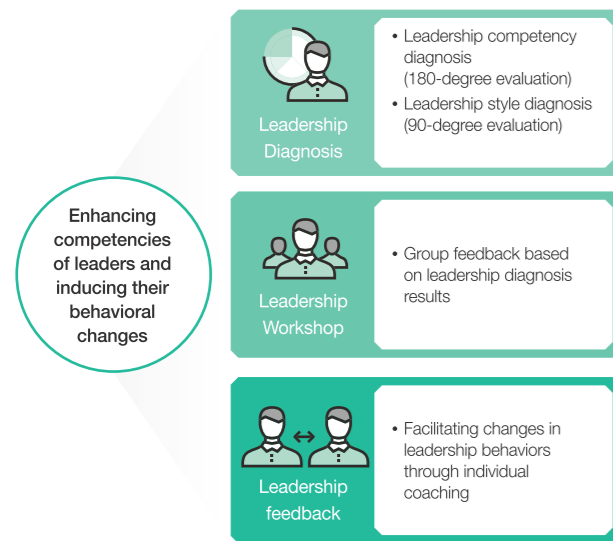 Enhancing
competencies
of leaders and
inducing their
behavioral
changes
Leadership
Diagnosis
• Leadership competency
diagnosis
(180-degree evaluation)
• Leadership style diagnosis
(90-degree evaluation)
Leadership
Workshop
• Group feedback based
on leadership diagnosis
results
Leadership
feedback
• Facilitating changes in
leadership behaviors
through individual
coaching